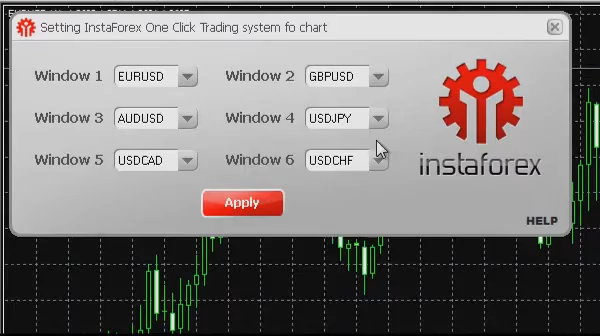 Setting InstaForex One Click Trading system fo chart
Window 1 EURUSD Window 2 GBPUSD
Window 3 AUDUSD Window 4 USDJPY
Window 5 USDCAD Window 6 USDCHF
instaforex
Apply
HELP